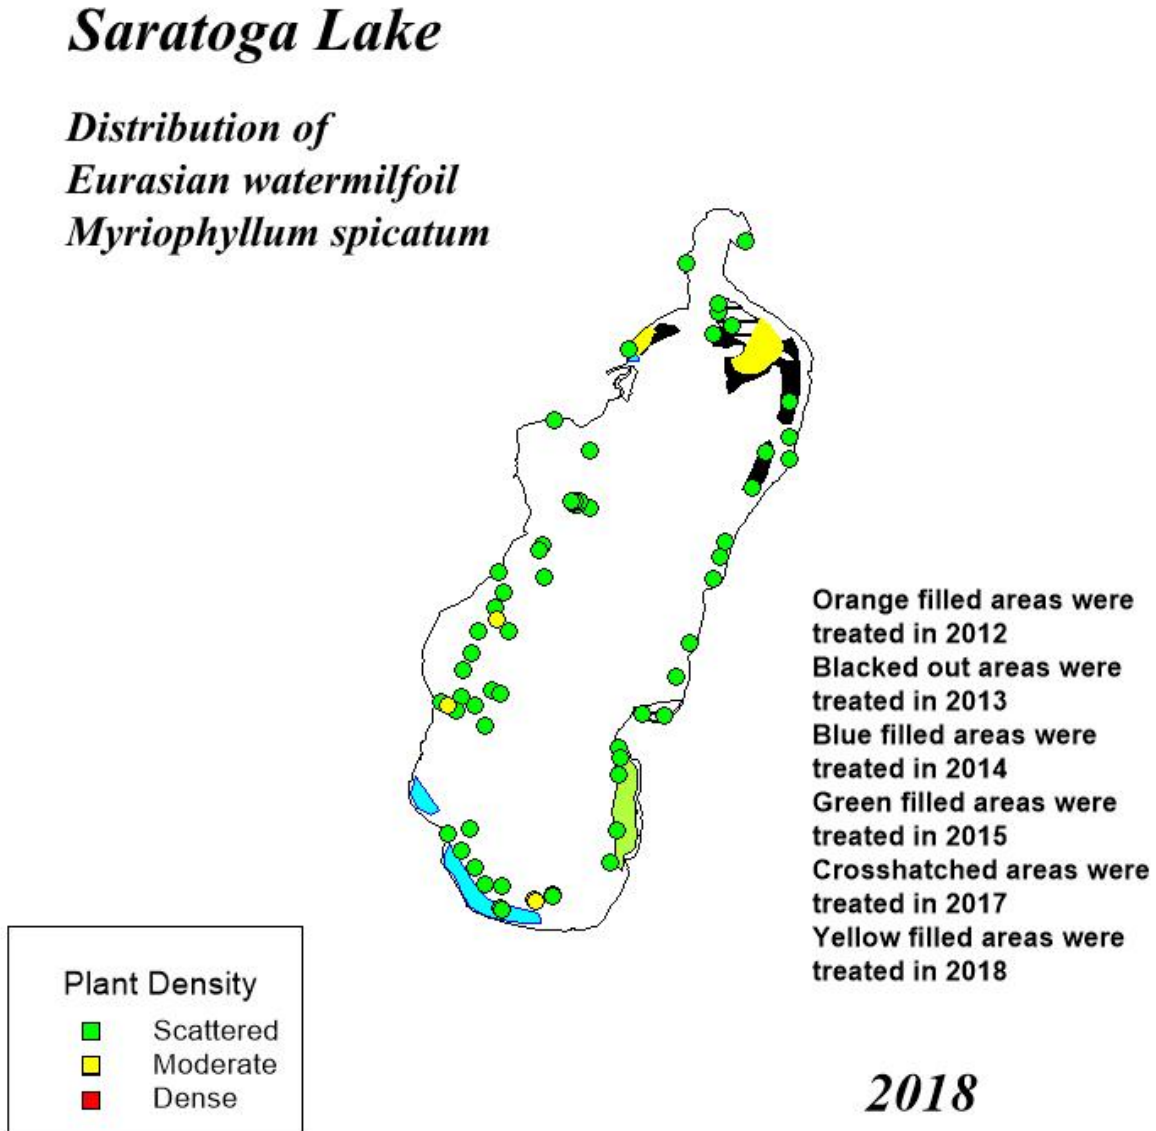 Saratoga Lake
Distribution of
Eurasian watermilfoil
Myriophyllum spicatum
Orange filled areas were
treated in 2012
Blacked out areas were
treated in 2013
Blue filled areas were
treated in 2014
Green filled areas were
treated in 2015
Crosshatched areas were
treated in 2017
Yellow filled areas were
treated in 2018
Plant Density
Scattered
Moderate
Dense
2018